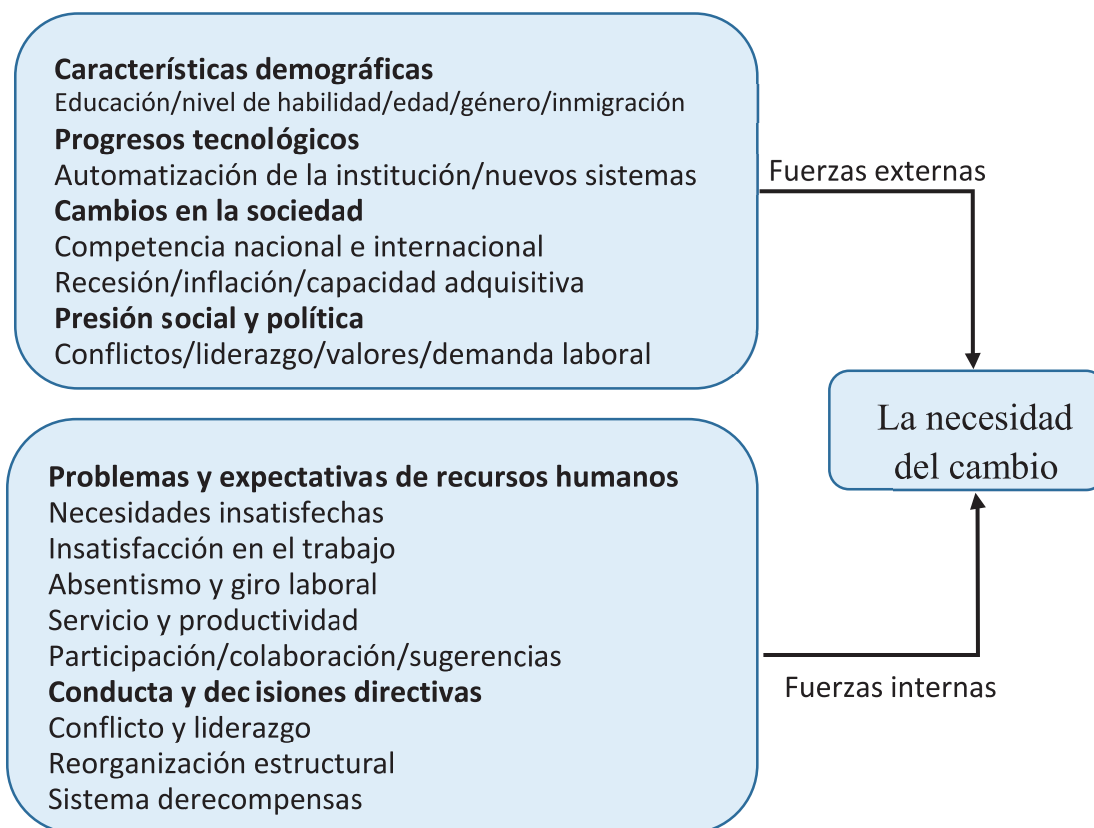 Características demográficas
Educación/nivel de habilidad/edad/género/inmigración
Progresos tecnológicos
Automatización de la institución/nuevos sistemas
Cambios en la sociedad
Competencia nacional e internacional
Recesión/inflación/capacidad adquisitiva
Presión social y política
Conflictos/liderazgo/valores/demanda laboral
Fuerzas externas
La necesidad
del cambio
Problemas y expectativas de recursos humanos
Necesidades insatisfechas
Insatisfacción en el trabajo
Absentismo y giro laboral
Servicio y productividad
Participación/colaboración/sugerencias
Conducta y decisiones directivas
Conflicto y liderazgo
Reorganización estructural
Sistema derecompensas
Fuerzas internas